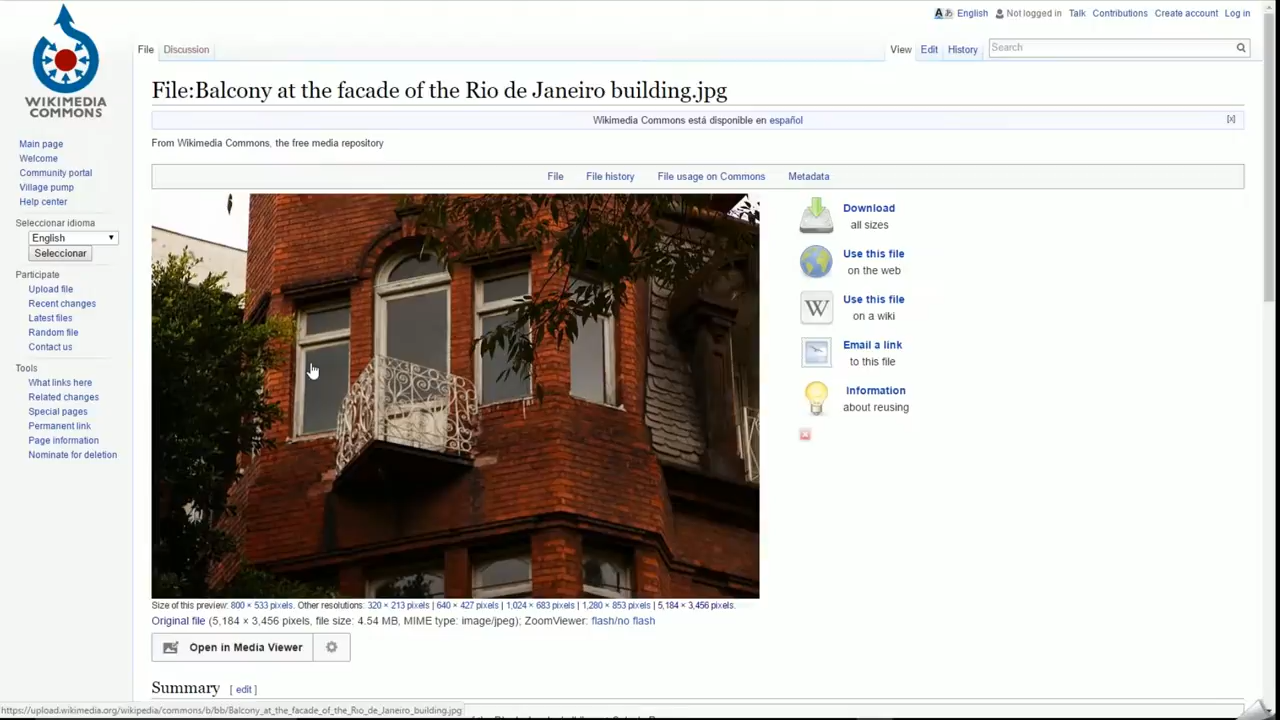 English Not logged in Talk Contributions Create account Log in
File Discussion View Edit History Search
WIKIMEDIA
COMMONS
File:Balcony at the facade of the Rio de Janeiro building.jpg
Wikimedia Commons está disponible en español
From Wikimedia Commons, the free media repository
Main page
Welcome
Community portal
Village pump
Help center
Seleccionar idioma
English
Seleccionar
Participate
Upload file
Recent changes
Latest files
Random file
Contact us
Tools
What links here
Related changes
Special pages
Permanent link
Page information
Nominate for deletion
File File history File usage on Commons Metadata
Download
all sizes
Use this file
on the web
W
Use this file
on a wiki
Email a link
to this file
Information
about reusing
Size of this preview: 800 × 533 pixels. Other resolutions: 320 × 213 pixels | 640 × 427 pixels | 1,024 × 683 pixels | 1,280 × 853 pixels | 5,184 × 3,456 pixels.
Original file (5,184 × 3,456 pixels, file size: 4.54 MB, MIME type: image/jpeg); ZoomViewer: flash/no flash
Open in Media Viewer
Summary [ edit ]
https://upload.wikimedia.org/wikipedia/commons/b/bb/Balcony_at_the_facade_of_the_Rio_de_Janeiro_building.jpg